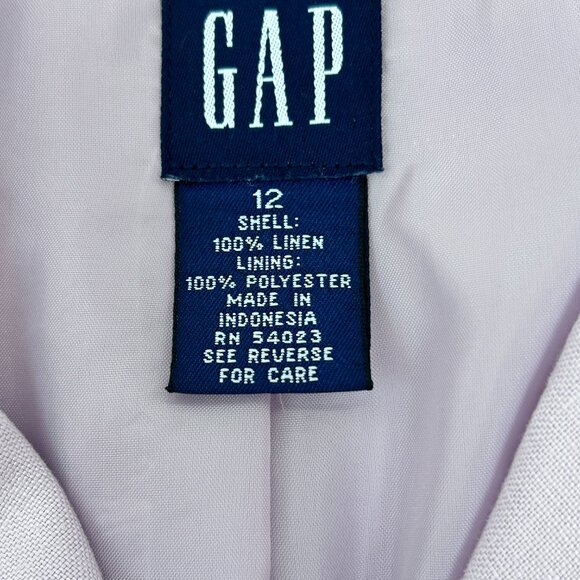 GAP
12
SHELL:
100% LINEN
LINING:
100% POLYESTER
MADE IN
INDONESIA
RN 54023
SEE REVERSE
FOR CARE